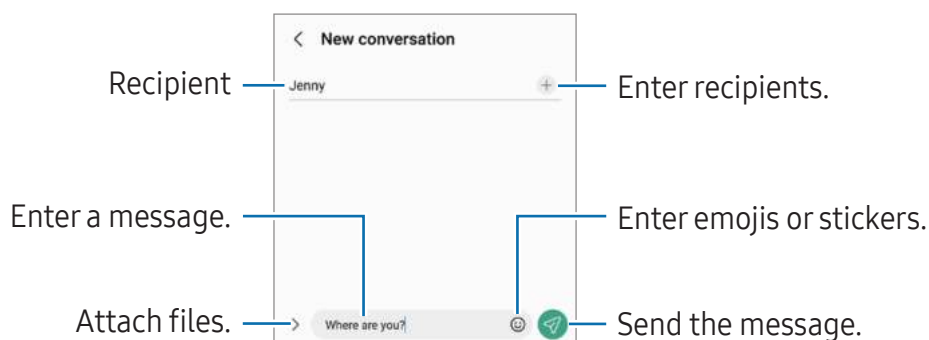 New conversation
Recipient
Jenny
Enter recipients.
Enter a message.
Enter emojis or stickers.
Attach files.
Where are you?
Send the message.